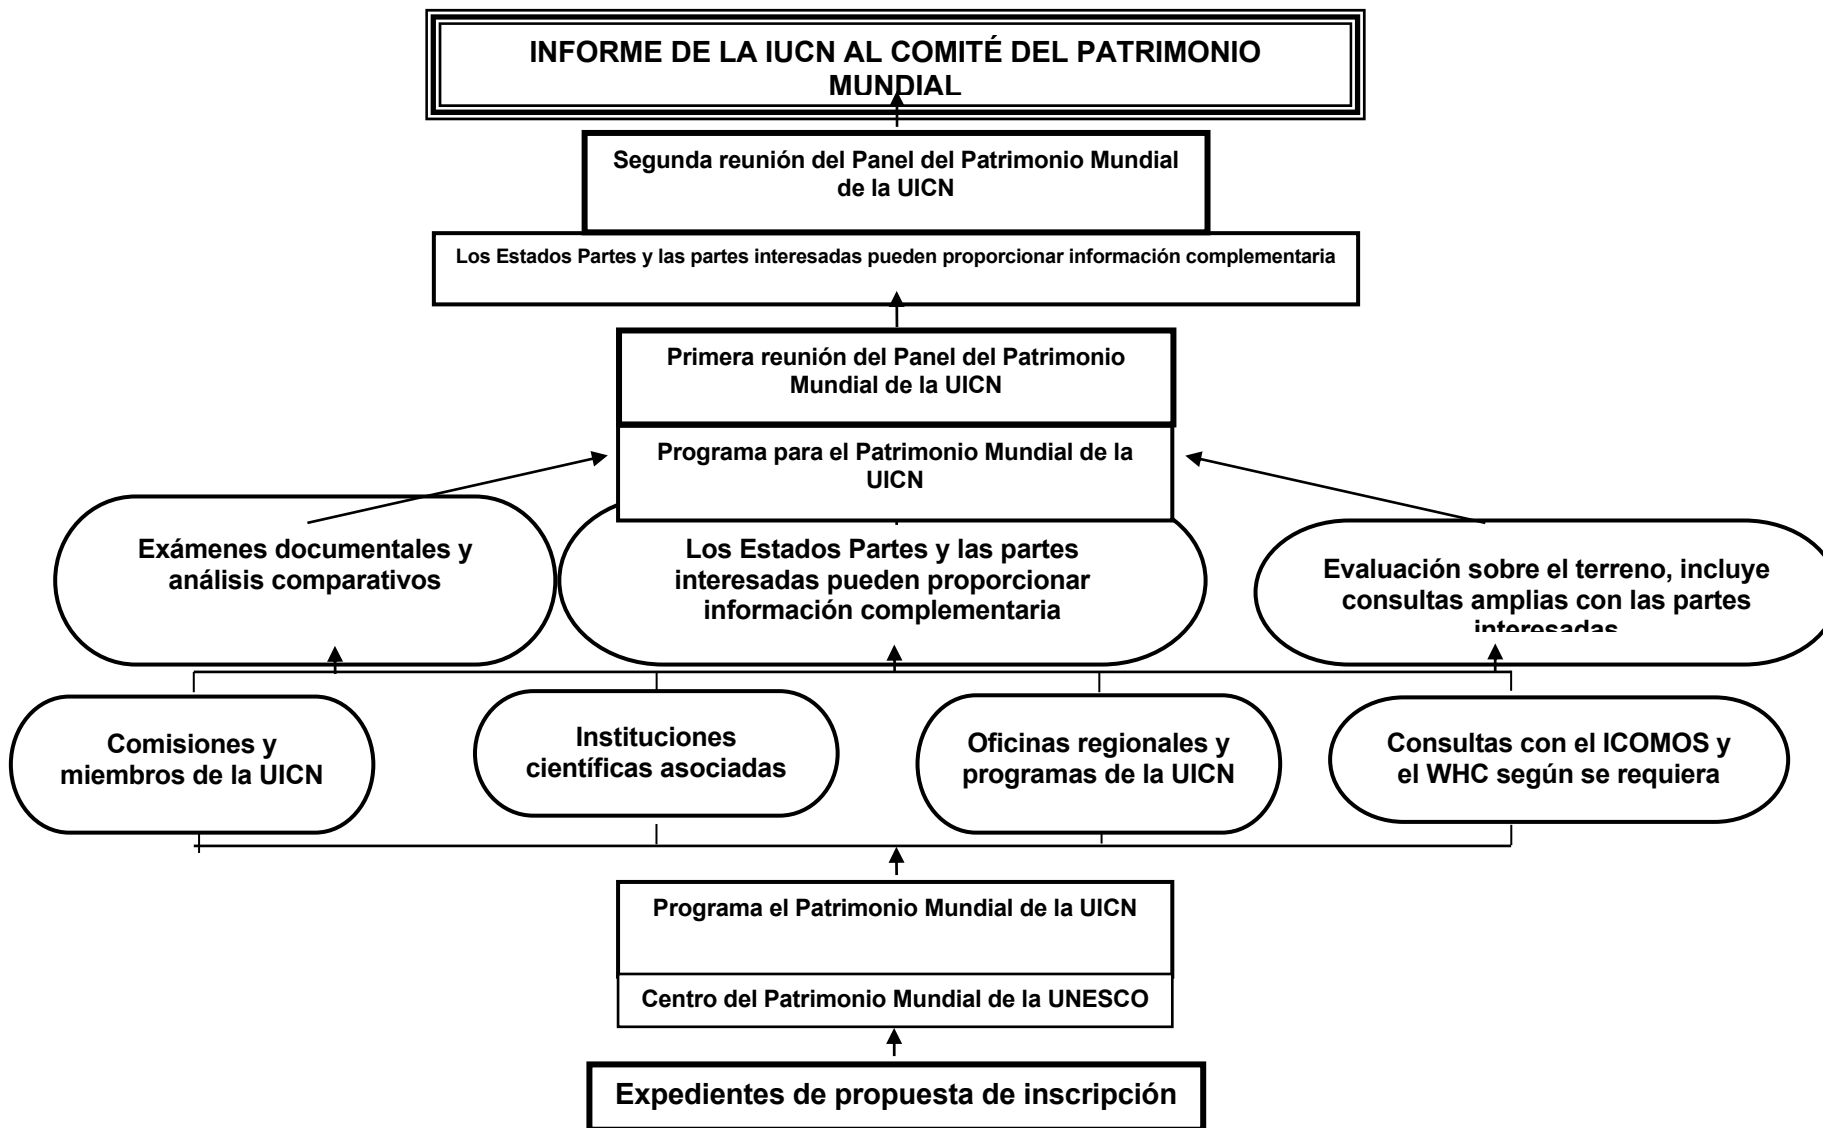 INFORME DE LA IUCN AL COMITÉ DEL PATRIMONIO
MUNDIAL
Segunda reunión del Panel del Patrimonio Mundial
de la UICN
Los Estados Partes y las partes interesadas pueden proporcionar información complementaria
Primera reunión del Panel del Patrimonio
Mundial de la UICN
Programa para el Patrimonio Mundial de la
UICN
Exámenes documentales y
análisis comparativos
Los Estados Partes y las partes
interesadas pueden proporcionar
información complementaria
Evaluación sobre el terreno, incluye
consultas amplias con las partes
interesadas
Comisiones y
miembros de la UICN
Instituciones
científicas asociadas
Oficinas regionales y
programas de la UICN
Consultas con el ICOMOS y
el WHC según se requiera
Programa el Patrimonio Mundial de la UICN
Centro del Patrimonio Mundial de la UNESCO
Expedientes de propuesta de inscripción